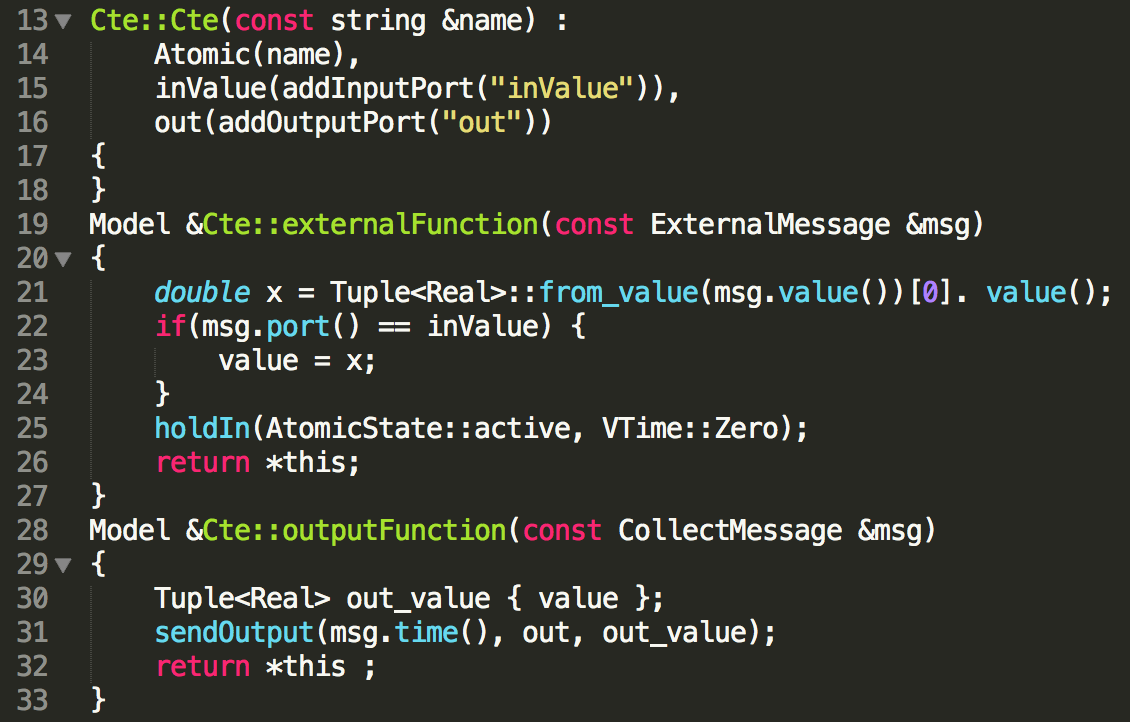 13 Cte::Cte(const string &name) :
14     Atomic(name),
15     inValue(addInputPort("inValue")),
16     out(addOutputPort("out"))
17 {
18 }
19 Model &Cte::externalFunction(const ExternalMessage &msg)
20 {
21     double x = Tuple<Real>::from_value(msg.value())[0]. value();
22     if(msg.port() == inValue) {
23         value = x;
24     }
25     holdIn(AtomicState::active, VTime::Zero);
26     return *this;
27 }
28 Model &Cte::outputFunction(const CollectMessage &msg)
29 {
30     Tuple<Real> out_value { value };
31     sendOutput(msg.time(), out, out_value);
32     return *this ;
33 }